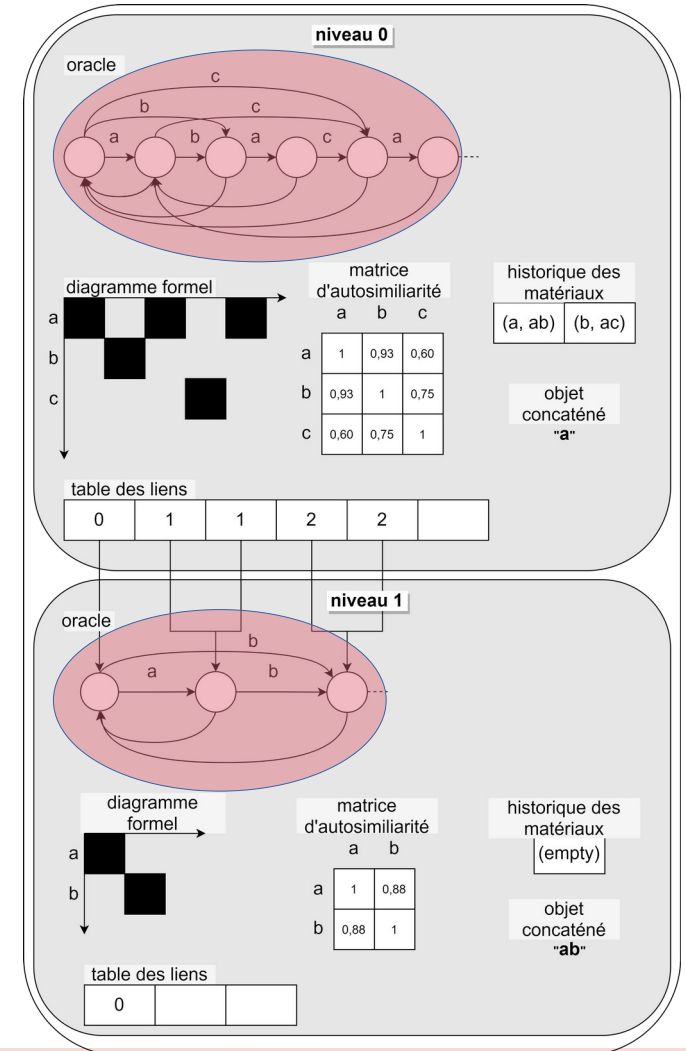 niveau 0
oracle
c
b c
a b a c a
diagramme formel
a
b
c
matrice
d'autosimiliarité
a b c
a 1 0,93 0,60
b 0,93 1 0,75
c 0,60 0,75 1
historique des
matériaux
(a, ab) (b, ac)
objet
concaténé
"a"
table des liens
0 1 1 2 2
niveau 1
oracle
b
a b
diagramme
formel
a
b
matrice
d'autosimiliarité
a b
a 1 0,88
b 0,88 1
historique des
matériaux
(empty)
objet
concaténé
"ab"
table des liens
0